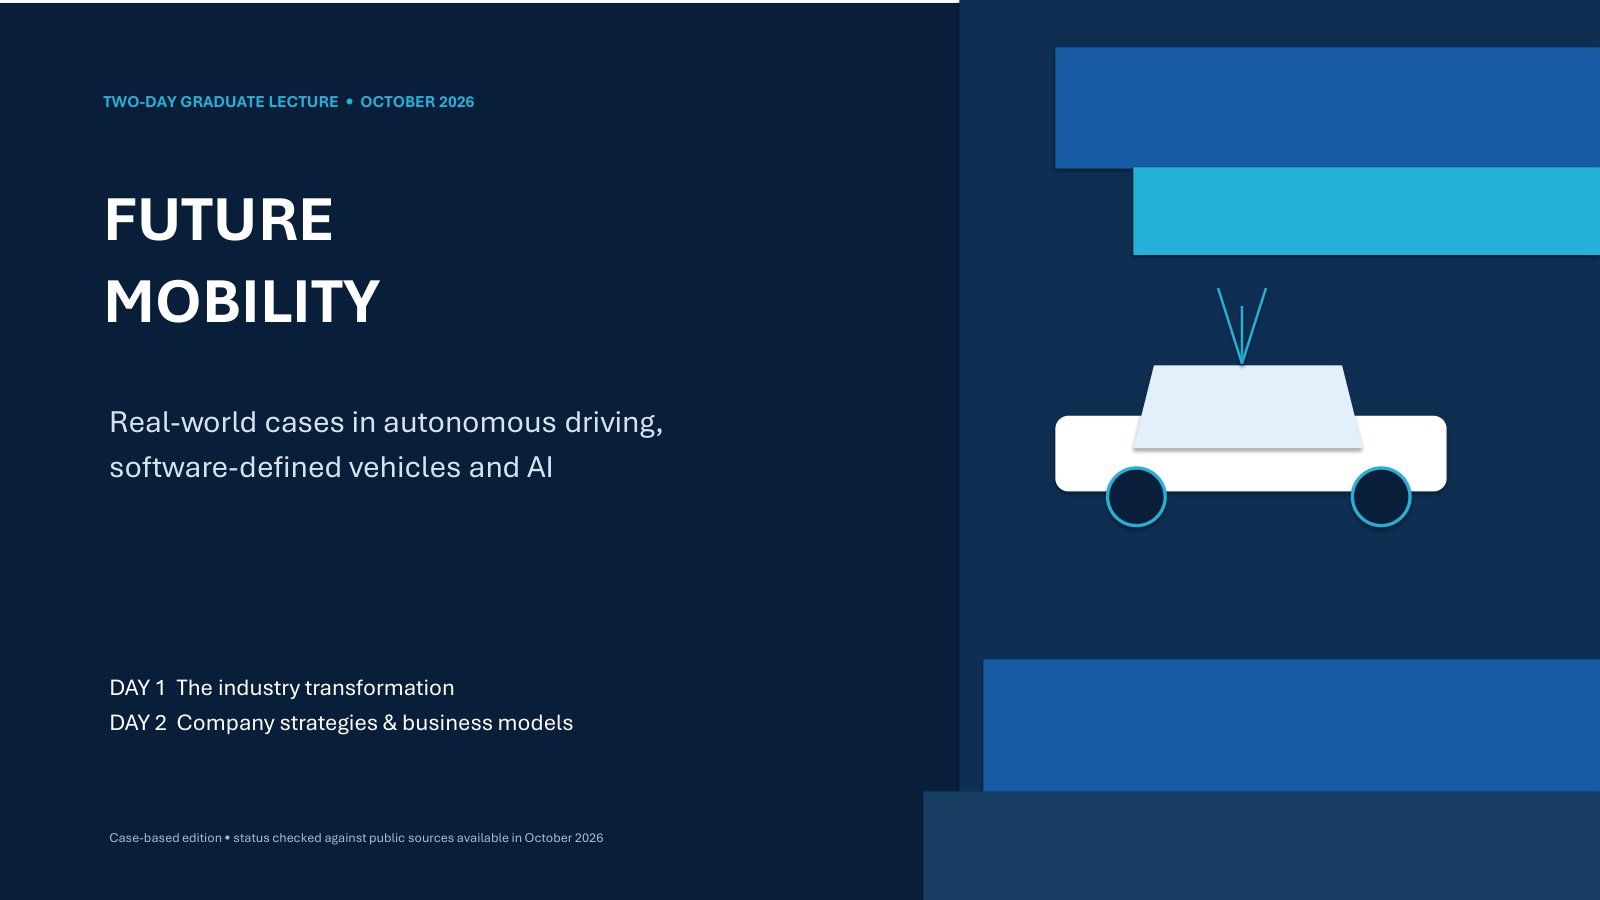 TWO-DAY GRADUATE LECTURE • OCTOBER 2026
FUTURE
MOBILITY
Real-world cases in autonomous driving,
software-defined vehicles and AI
DAY 1 The industry transformation
DAY 2 Company strategies & business models
Case-based edition • status checked against public sources available in October 2026